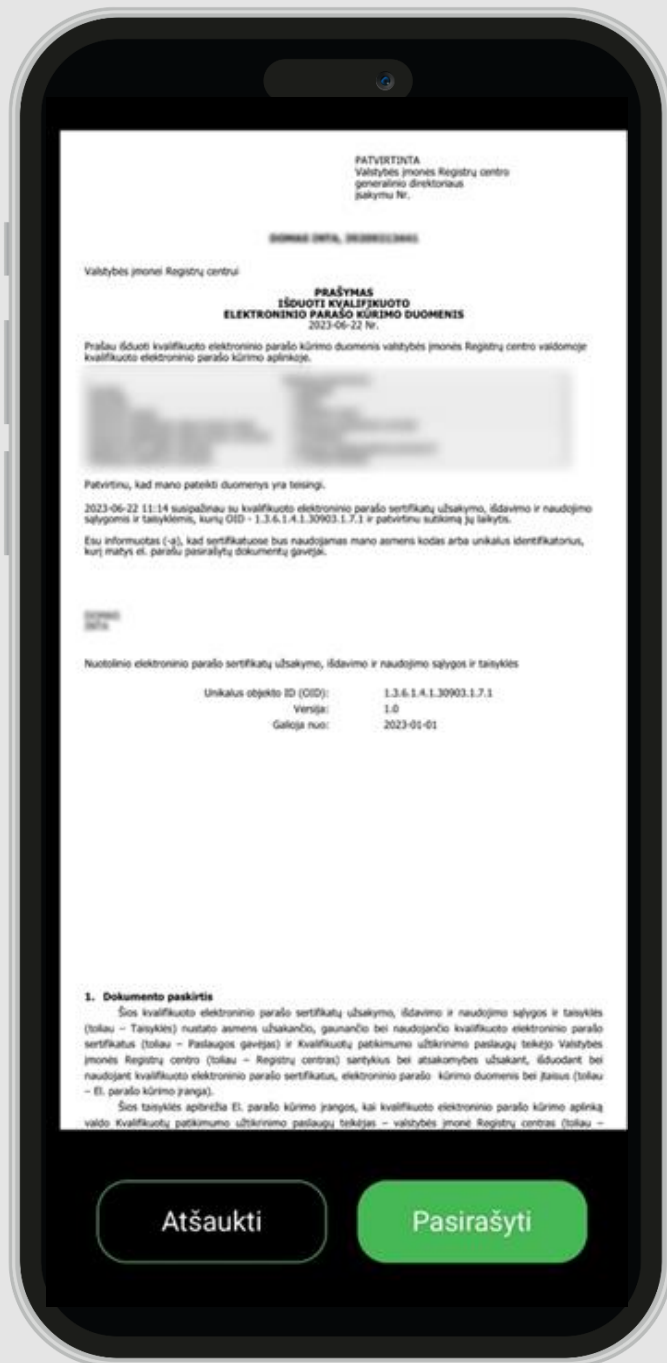 PATVIRTINTA
Valstybės įmonės Registrų centro
generalinio direktoriaus
įsakymu Nr.
Valstybės įmonei Registrų centrui
PRAŠYMAS
IŠDUOTI KVALIFIKUOTO
ELEKTRONINIO PARAŠO KŪRIMO DUOMENIS
2023-06-22 Nr.
Prašau išduoti kvalifikuoto elektroninio parašo kūrimo duomenis valstybės įmonės Registrų centro valdomoje
kvalifikuoto elektroninio parašo kūrimo aplinkoje.
Patvirtinu, kad mano pateikti duomenys yra teisingi.
2023-06-22 11:14 susipažinau su kvalifikuoto elektroninio parašo sertifikatų užsakymo, išdavimo ir naudojimo
sąlygomis ir taisyklėmis, kurių OID - 1.3.6.1.4.1.30903.1.7.1 ir patvirtinu sutikimą jų laikytis.
Esu informuotas (-a), kad sertifikatuose bus naudojamas mano asmens kodas arba unikalus identifikatorius,
kurį matys el. parašu pasirašytų dokumentų gavėjai.
Nuotolinio elektroninio parašo sertifikatų užsakymo, išdavimo ir naudojimo sąlygos ir taisyklės
Unikalus objekto ID (OID): 1.3.6.1.4.1.30903.1.7.1
Versija: 1.0
Galioja nuo: 2023-01-01
1. Dokumento paskirtis
Šios kvalifikuoto elektroninio parašo sertifikatų užsakymo, išdavimo ir naudojimo sąlygos ir taisyklės
(toliau – Taisyklės) nustato asmens užsakančio, gaunančio bei naudojančio kvalifikuoto elektroninio parašo
sertifikatus (toliau – Paslaugos gavėjas) ir Kvalifikuotų patikimumo užtikrinimo paslaugų teikėjo Valstybės
įmonės Registrų centro (toliau – Registrų centras) santykius bei atsakomybes užsakant, išduodant bei
naudojant kvalifikuoto elektroninio parašo sertifikatus, elektroninio parašo kūrimo duomenis bei įtaisus (toliau
– El. parašo kūrimo įranga).
Šios taisyklės apibrėžia El. parašo kūrimo įrangos, kai kvalifikuoto elektroninio parašo kūrimo aplinką
valdo Kvalifikuotų patikimumo užtikrinimo paslaugų teikėjas – valstybės įmonė Registrų centras (toliau –
Atšaukti
Pasirašyti